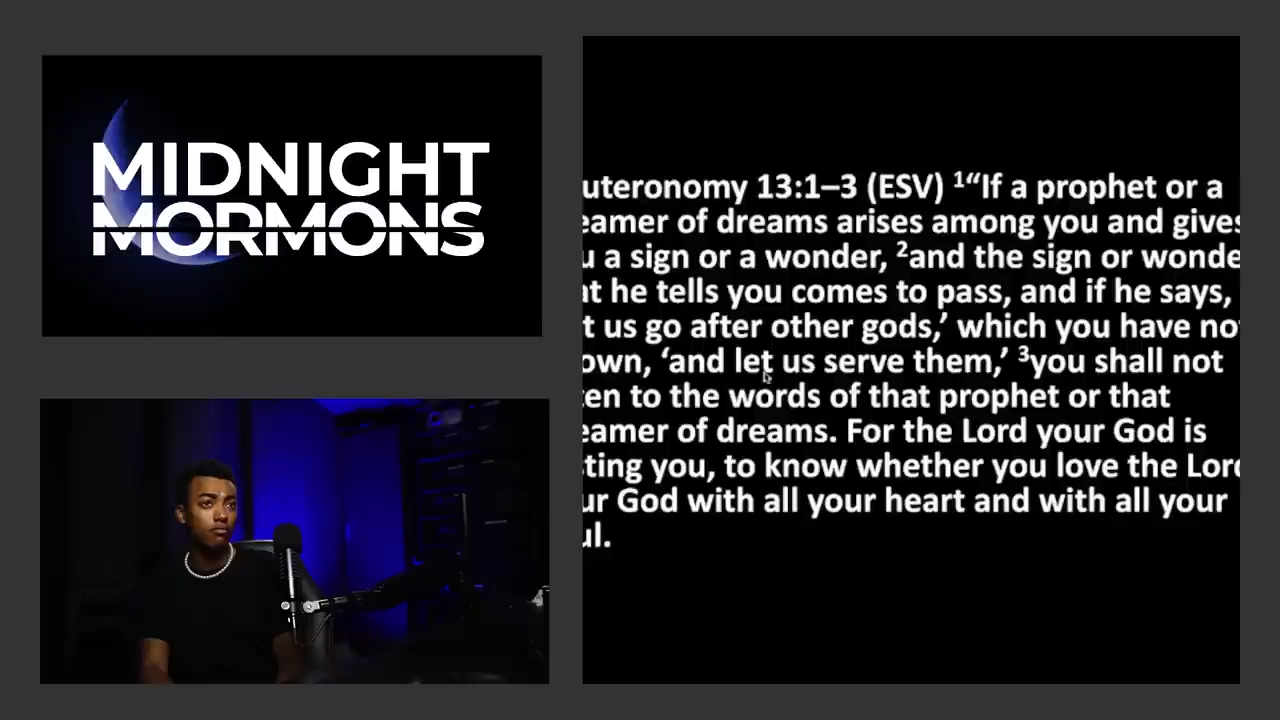 MIDNIGHT
MORMONS
uteronomy 13:1–3 (ESV) ¹“If a prophet or a
eamer of dreams arises among you and gives
u a sign or a wonder, ²and the sign or wonde
at he tells you comes to pass, and if he says,
t us go after other gods,’ which you have no
own, ‘and let us serve them,’ ³you shall not
ten to the words of that prophet or that
eamer of dreams. For the Lord your God is
sting you, to know whether you love the Lord
ur God with all your heart and with all your
ul.